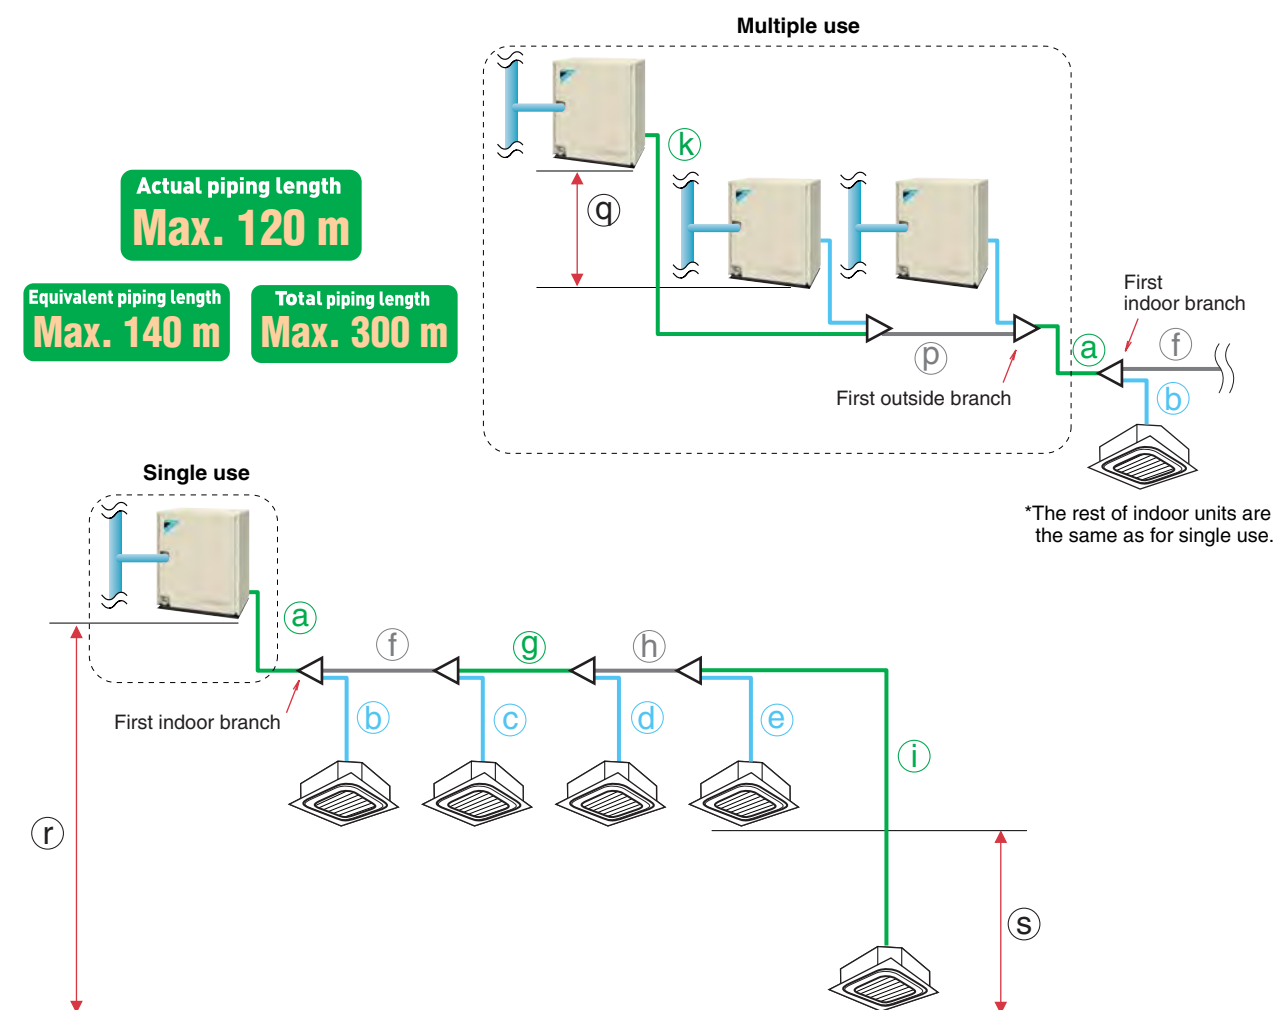 Multiple use
k
Actual piping length
Max. 120 m
q
Equivalent piping length
Max. 140 m
Total piping length
Max. 300 m
First
indoor branch
p
a
f
First outside branch
b
*The rest of indoor units are
the same as for single use.
Single use
a
f
g
h
First indoor branch
b
c
d
e
i
r
s